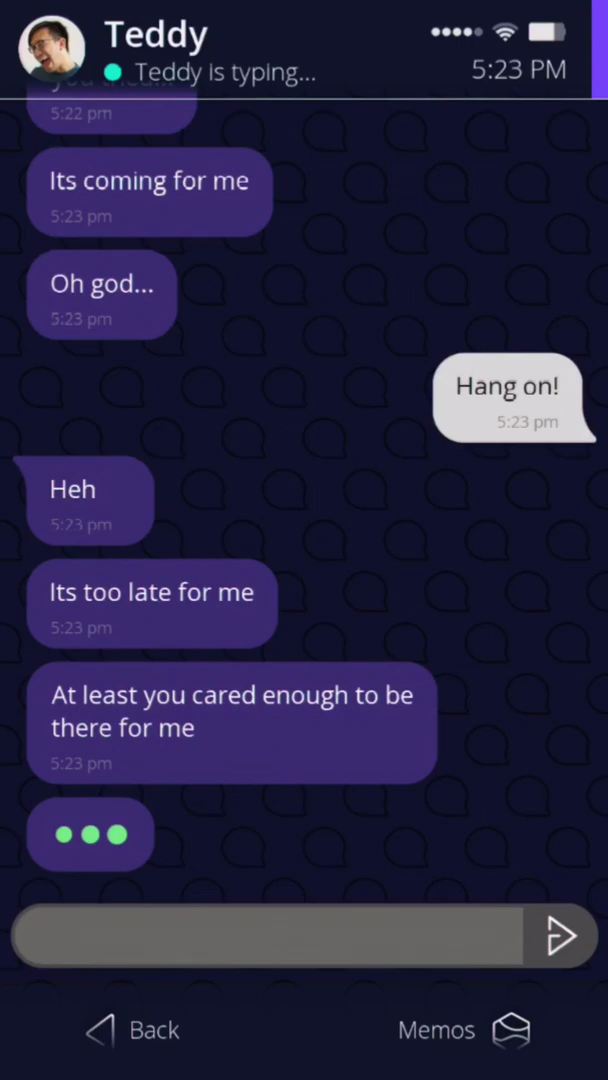 Teddy
Teddy is typing...
5:23 PM
5:22 pm
Its coming for me
5:23 pm
Oh god...
5:23 pm
Hang on!
5:23 pm
Heh
5:23 pm
Its too late for me
5:23 pm
At least you cared enough to be
there for me
5:23 pm
Back
Memos